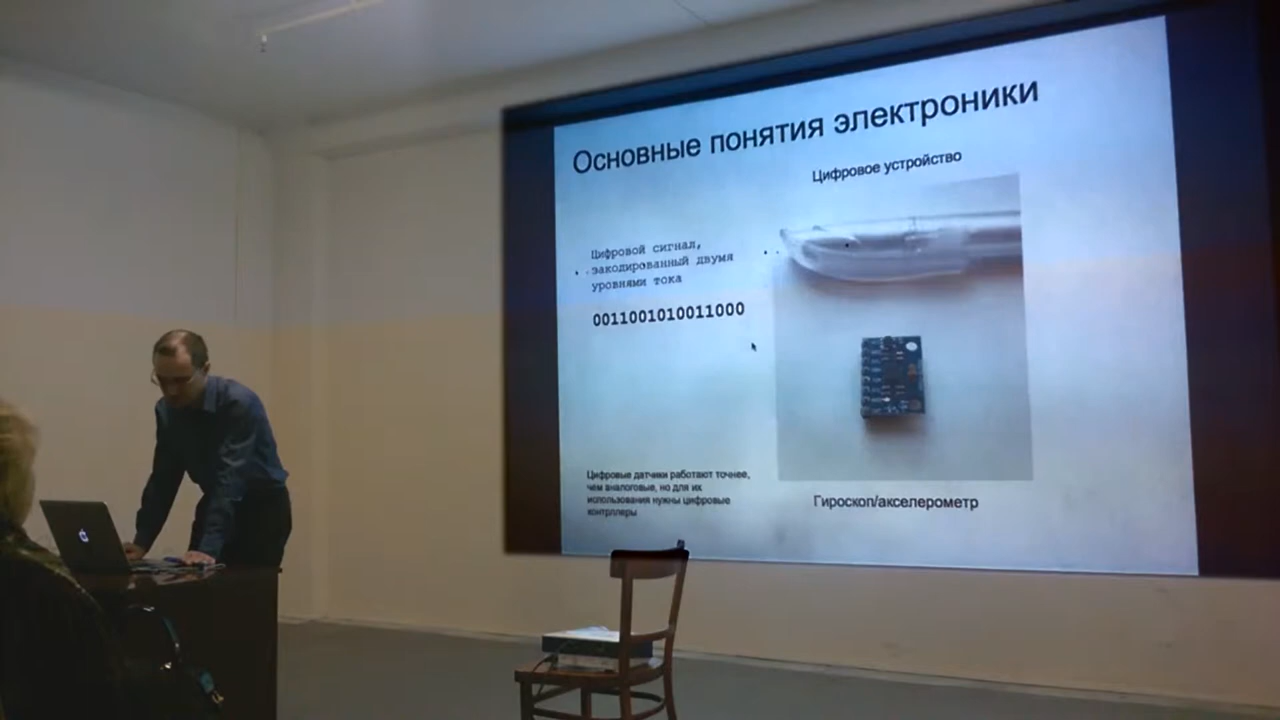 Основные понятия электроники
Цифровое устройство
Цифровой сигнал,
закодированный двумя
уровнями тока
0011001010011000
Цифровые датчики работают точнее,
чем аналоговые, но для их
использования нужны цифровые
контрллеры
Гироскоп/акселерометр